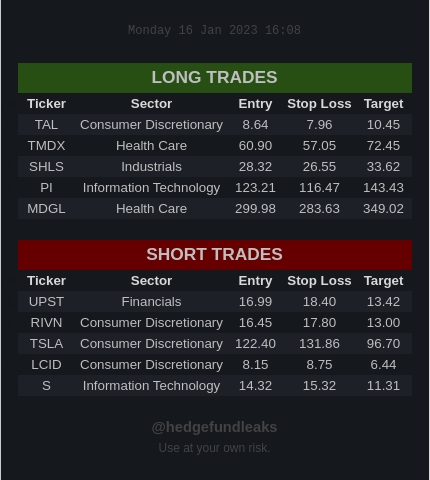 Monday 16 Jan 2023 16:08
LONG TRADES
Ticker Sector Entry Stop Loss Target
TAL Consumer Discretionary 8.64 7.96 10.45
TMDX Health Care 60.90 57.05 72.45
SHLS Industrials 28.32 26.55 33.62
PI Information Technology 123.21 116.47 143.43
MDGL Health Care 299.98 283.63 349.02
SHORT TRADES
Ticker Sector Entry Stop Loss Target
UPST Financials 16.99 18.40 13.42
RIVN Consumer Discretionary 16.45 17.80 13.00
TSLA Consumer Discretionary 122.40 131.86 96.70
LCID Consumer Discretionary 8.15 8.75 6.44
S Information Technology 14.32 15.32 11.31
@hedgefundleaks
Use at your own risk.